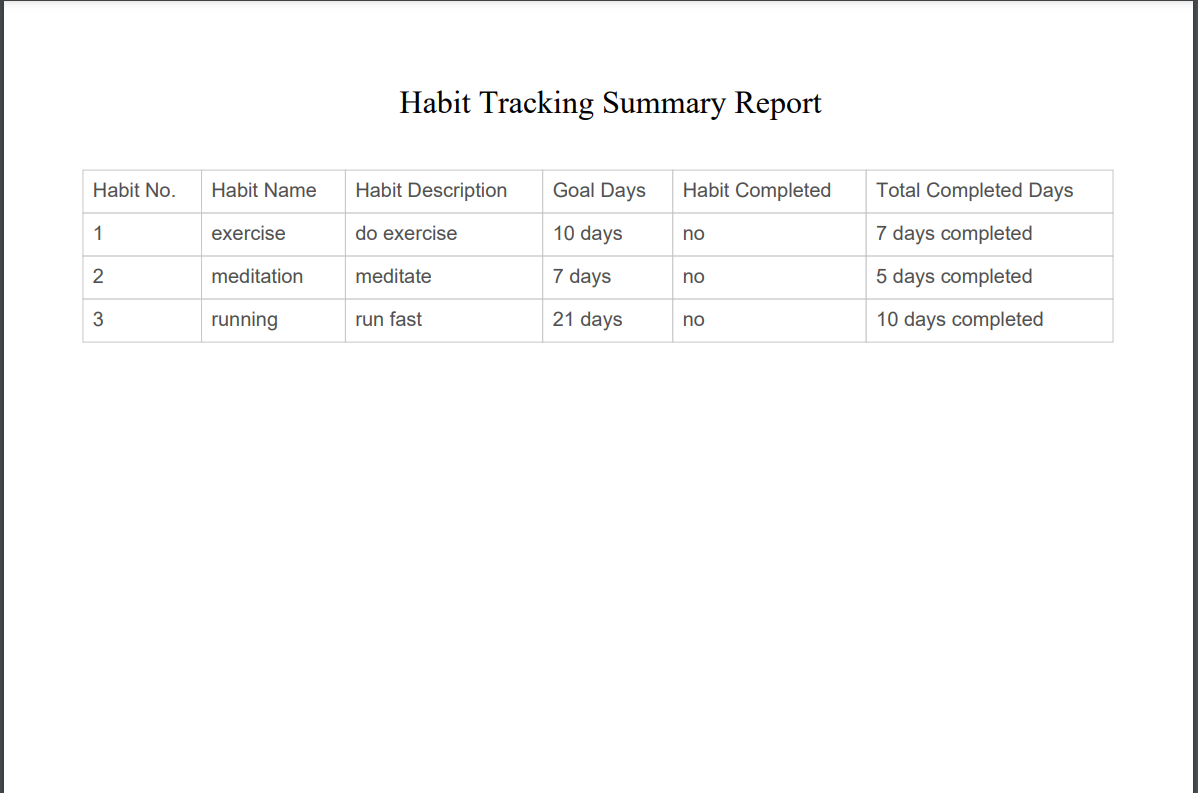 Habit Tracking Summary Report
Habit No. Habit Name Habit Description Goal Days Habit Completed Total Completed Days
1 exercise do exercise 10 days no 7 days completed
2 meditation meditate 7 days no 5 days completed
3 running run fast 21 days no 10 days completed